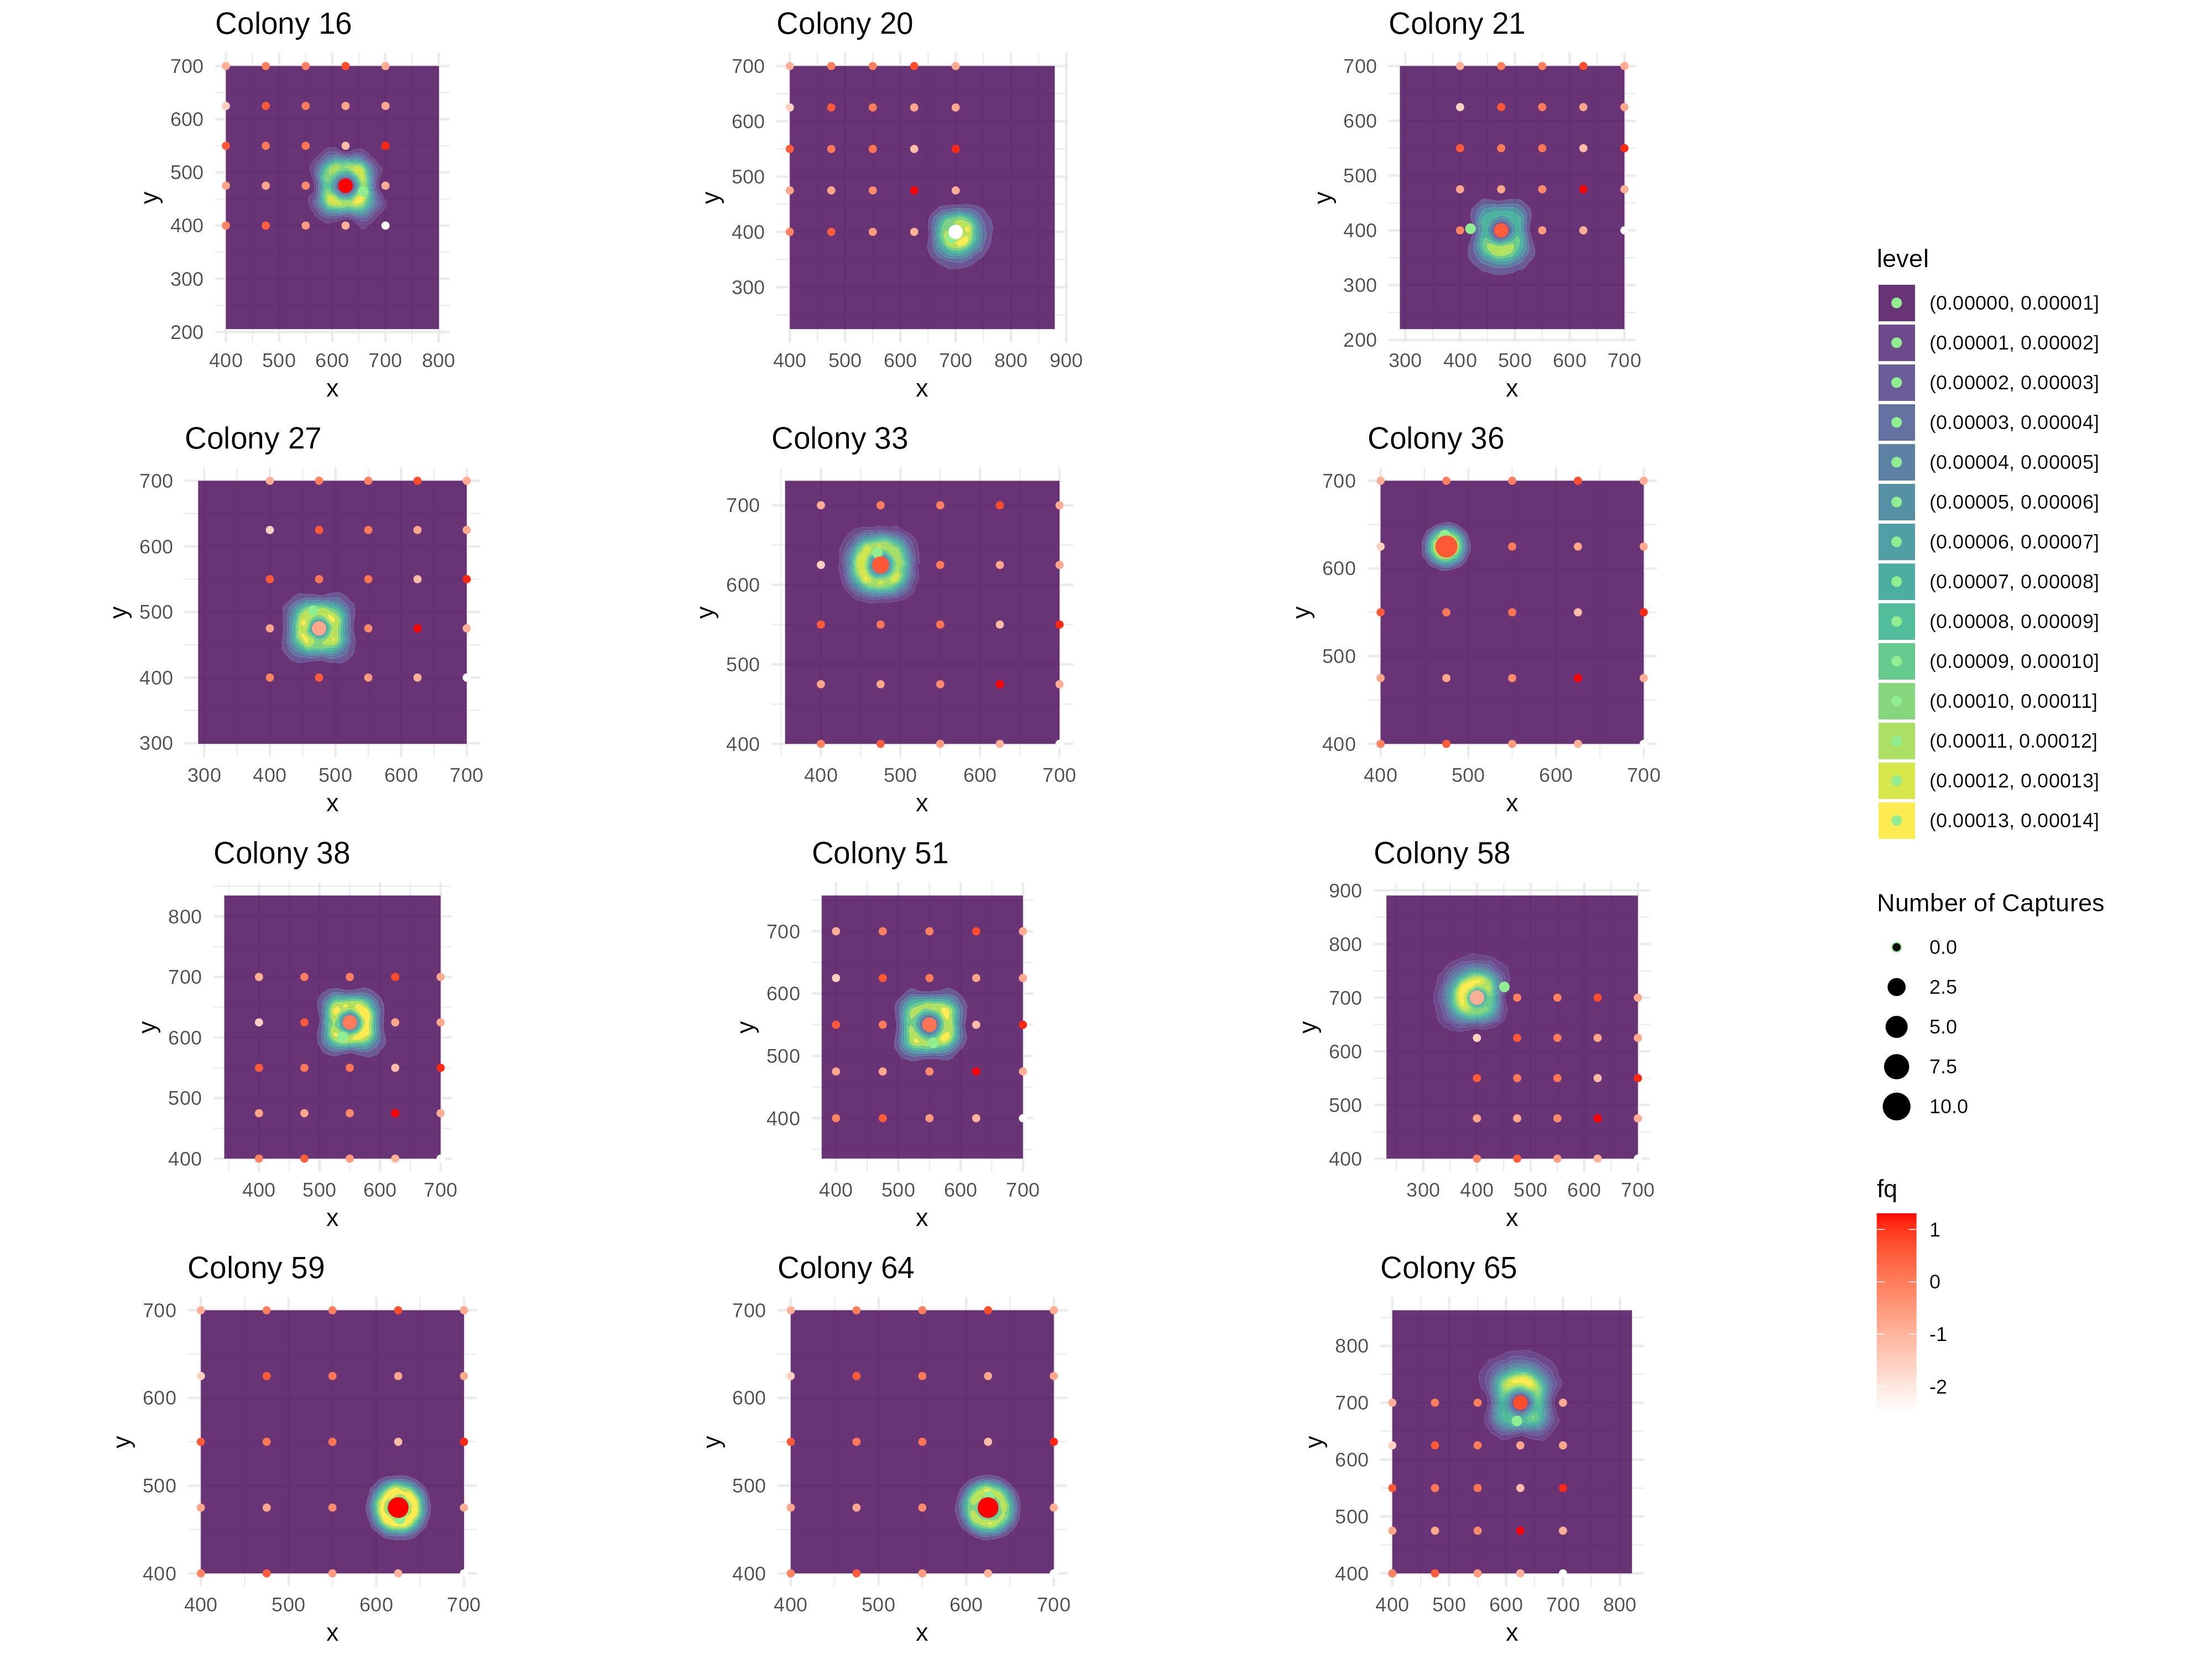 Colony 16
700
600
500
400
300
200
y
400 500 600 700 800
x
Colony 20
700
600
500
400
300
y
400 500 600 700 800 900
x
Colony 21
700
600
500
400
300
200
y
300 400 500 600 700
x
Colony 27
700
600
500
400
300
y
300 400 500 600 700
x
Colony 33
700
600
500
400
y
400 500 600 700
x
Colony 36
700
600
500
400
y
400 500 600 700
x
Colony 38
800
700
600
500
400
y
400 500 600 700
x
Colony 51
700
600
500
400
y
400 500 600 700
x
Colony 58
900
800
700
600
500
400
y
300 400 500 600 700
x
Colony 59
700
600
500
400
y
400 500 600 700
x
Colony 64
700
600
500
400
y
400 500 600 700
x
Colony 65
800
700
600
500
400
y
400 500 600 700 800
x
level
(0.00000, 0.00001]
(0.00001, 0.00002]
(0.00002, 0.00003]
(0.00003, 0.00004]
(0.00004, 0.00005]
(0.00005, 0.00006]
(0.00006, 0.00007]
(0.00007, 0.00008]
(0.00008, 0.00009]
(0.00009, 0.00010]
(0.00010, 0.00011]
(0.00011, 0.00012]
(0.00012, 0.00013]
(0.00013, 0.00014]
Number of Captures
0.0
2.5
5.0
7.5
10.0
fq
1
0
-1
-2